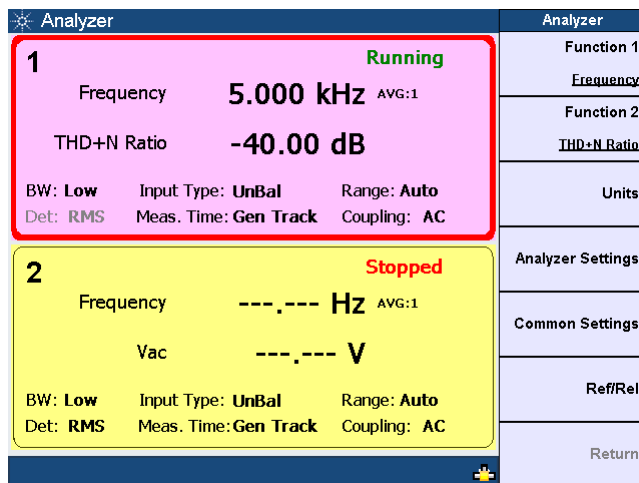 Analyzer
1
Running
Frequency 5.000 kHz AVG:1
THD+N Ratio -40.00 dB
BW: Low Input Type: UnBal Range: Auto
Det: RMS Meas. Time: Gen Track Coupling: AC
2
Stopped
Frequency ---.--- Hz AVG:1
Vac ---.--- V
BW: Low Input Type: UnBal Range: Auto
Det: RMS Meas. Time: Gen Track Coupling: AC
Analyzer
Function 1
Frequency
Function 2
THD+N Ratio
Units
Analyzer Settings
Common Settings
Ref/Rel
Return